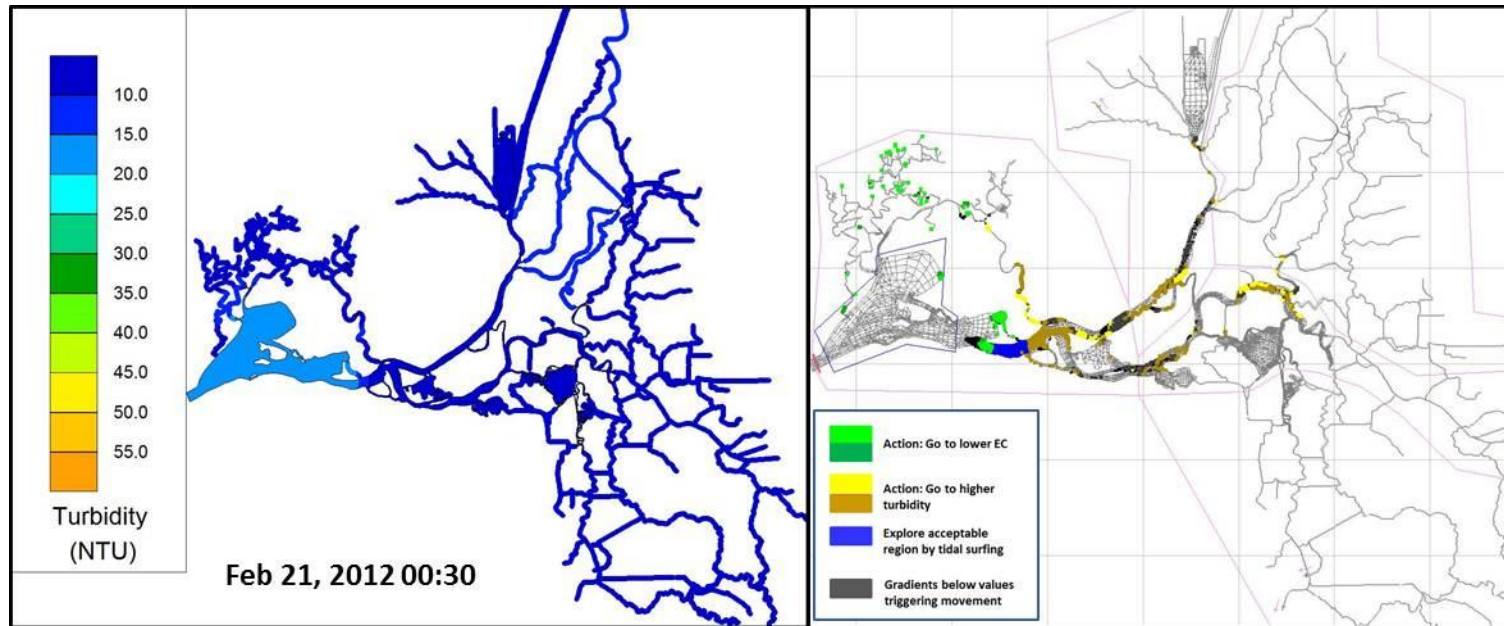 10.0
15.0
20.0
25.0
30.0
35.0
40.0
45.0
50.0
55.0
Turbidity
(NTU)
Feb 21, 2012 00:30
Action: Go to lower EC
Action: Go to higher
turbidity
Explore acceptable
region by tidal surfing
Gradients below values
triggering movement